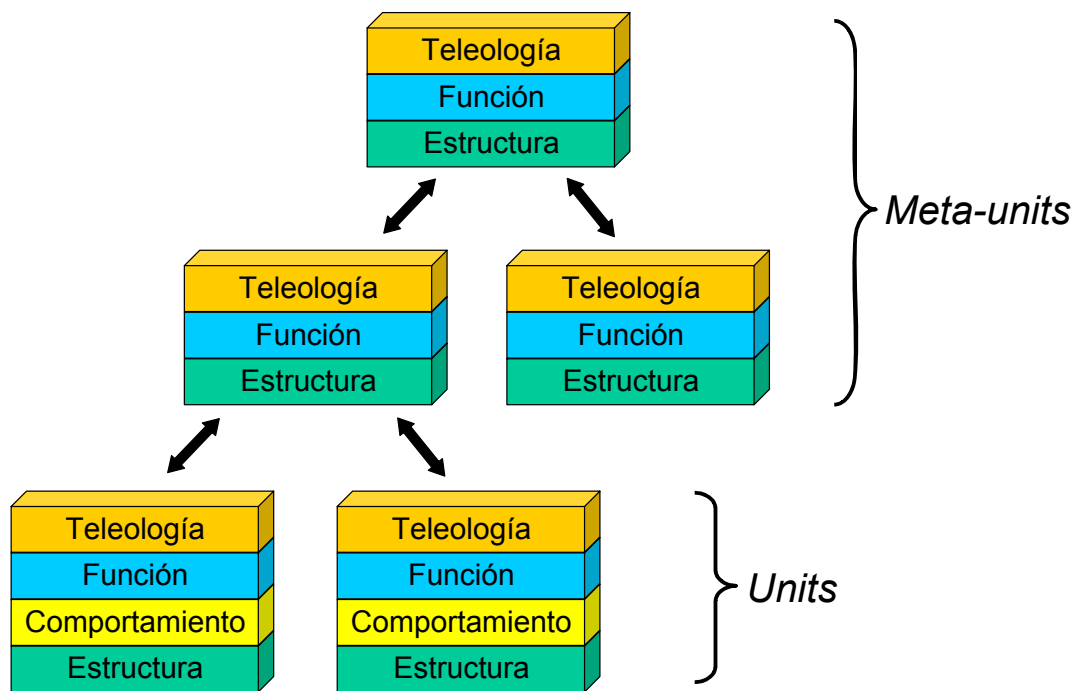 Teleología
Función
Estructura
Meta-units
Teleología
Función
Estructura
Teleología
Función
Estructura
Teleología
Función
Comportamiento
Estructura
Teleología
Función
Comportamiento
Estructura
Units